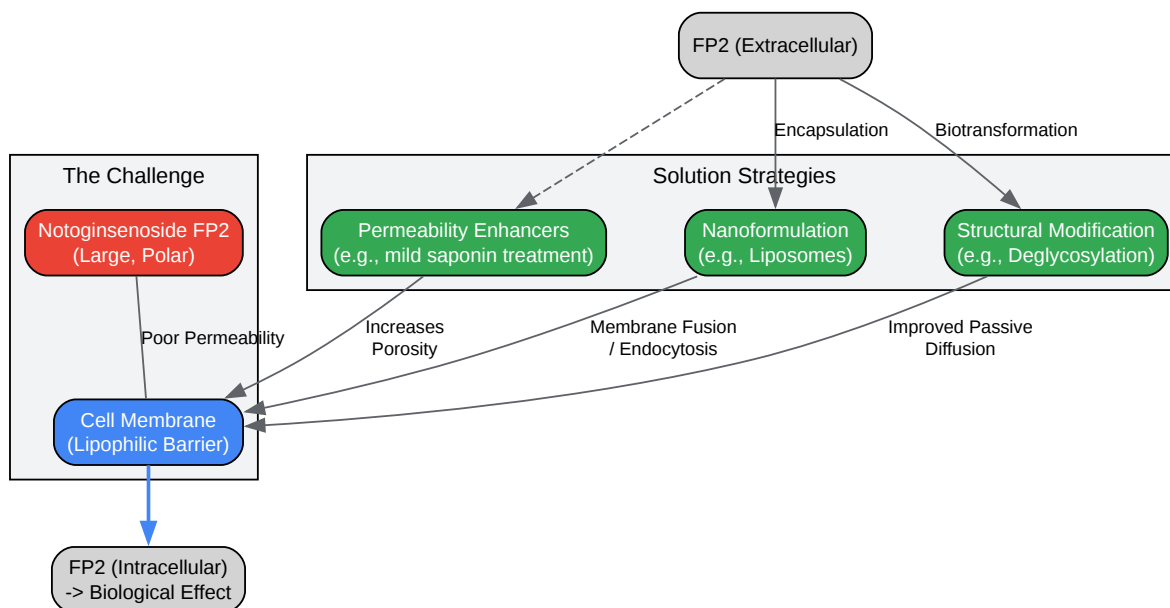 FP2 (Extracellular)
Encapsulation
Biotransformation
The Challenge
Solution Strategies
Notoginsenoside FP2
(Large, Polar)
Permeability Enhancers
(e.g., mild saponin treatment)
Nanoformulation
(e.g., Liposomes)
Structural Modification
(e.g., Deglycosylation)
Poor Permeability
Increases
Porosity
Membrane Fusion
/ Endocytosis
Improved Passive
Diffusion
Cell Membrane
(Lipophilic Barrier)
FP2 (Intracellular)
-> Biological Effect